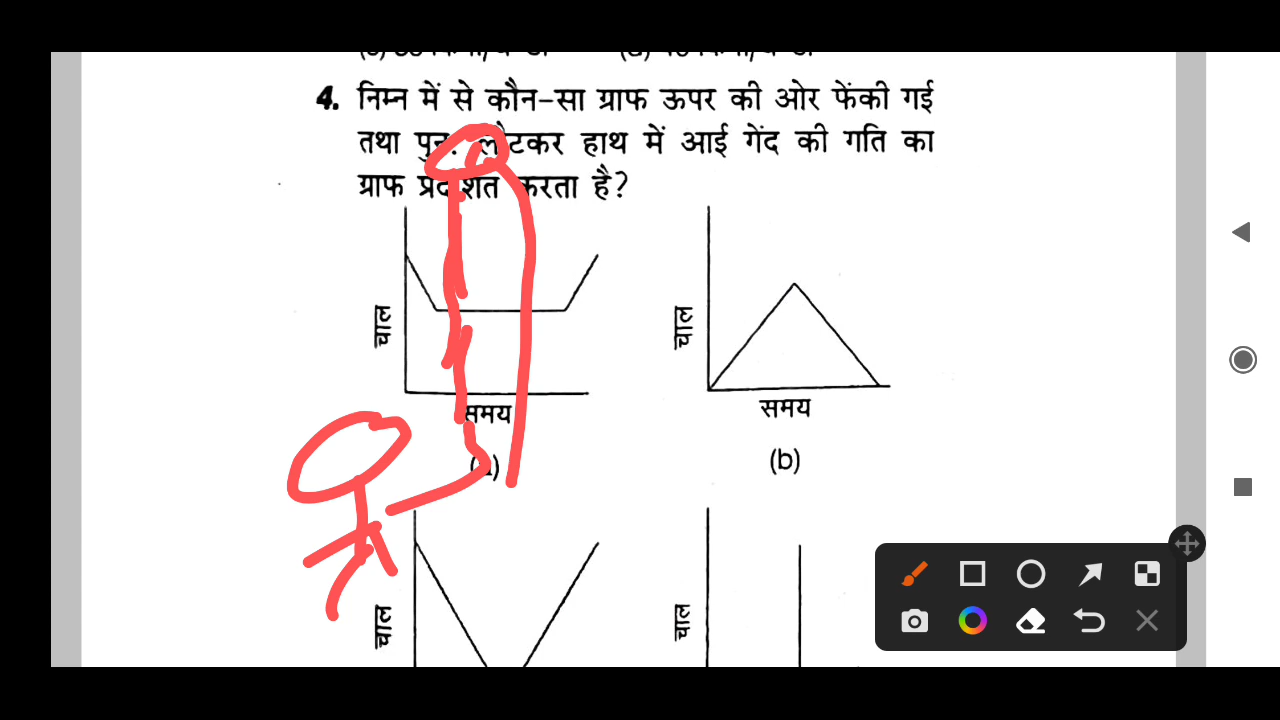 4. निम्न में से कौन-सा ग्राफ ऊपर की ओर फेंकी गई
तथा पुनः लौटकर हाथ में आई गेंद की गति का
ग्राफ प्रदर्शित करता है?
चाल
समय
(a)
चाल
समय
(b)
चाल
चाल